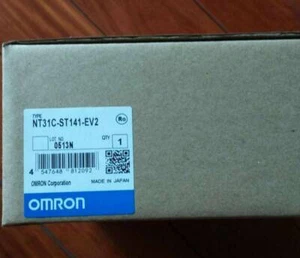 TYPE
NT31C-ST141-EV2
LOT NO. QTY
0513N 1
4 547648 812092
OMRON Corporation MADE IN JAPAN
OMRON